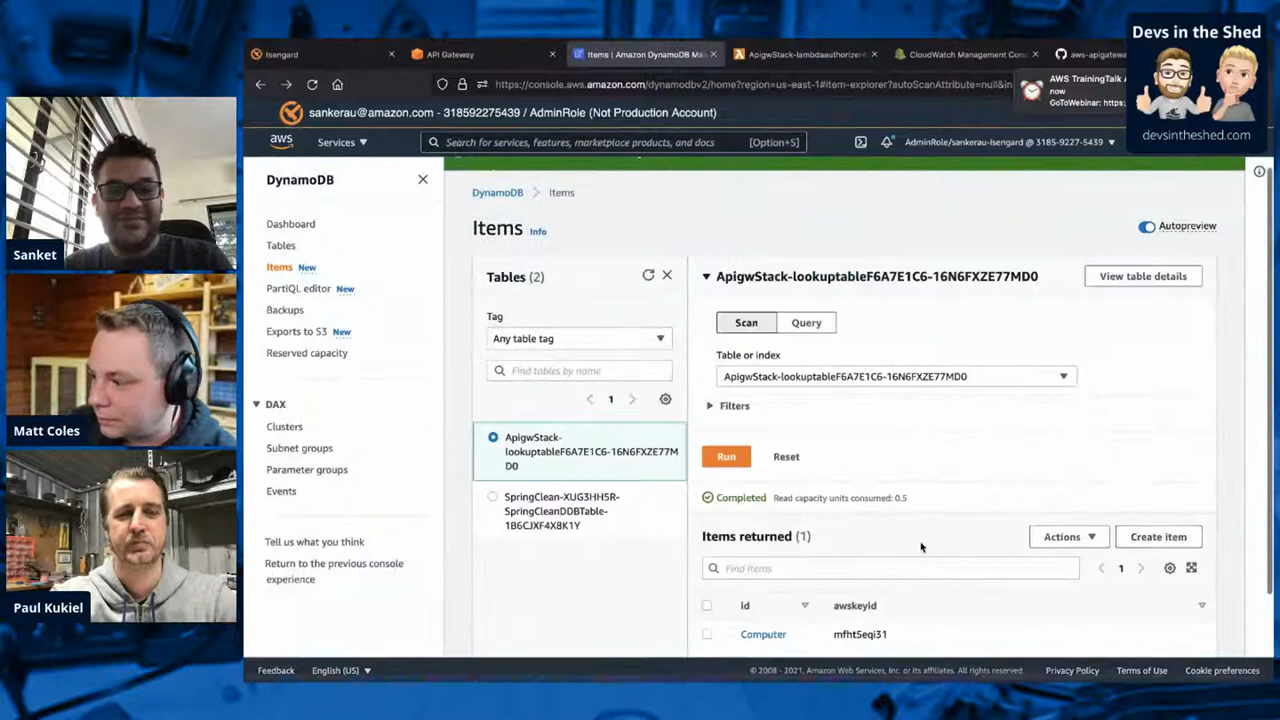 Devs in the Shed
devsintheshed.com
Sanket
Matt Coles
Paul Kukiel
Isengard
API Gateway
Items | Amazon DynamoDB Ma
ApigwStack-lambdaauthorizer
CloudWatch Management Con
aws-apigatewa
https://console.aws.amazon.com/dynamodbv2/home?region=us-east-1#item-explorer?autoScanAttribute=null&in
AWS TrainingTalk
now
GoToWebinar: https:
sankerau@amazon.com - 318592275439 / AdminRole (Not Production Account)
aws
Services
Search for services, features, marketplace products, and docs
[Option+S]
AdminRole/sankerau-Isengard @ 3185-9227-5439
DynamoDB
Dashboard
Tables
Items New
PartiQL editor New
Backups
Exports to S3 New
Reserved capacity
DAX
Clusters
Subnet groups
Parameter groups
Events
Tell us what you think
Return to the previous console
experience
DynamoDB > Items
Items Info
Autopreview
Tables (2)
Tag
Any table tag
Find tables by name
1
ApigwStack-
lookuptableF6A7E1C6-16N6FXZE77M
D0
SpringClean-XUG3HH5R-
SpringCleanDDBTable-
1B6CJXF4X8K1Y
ApigwStack-lookuptableF6A7E1C6-16N6FXZE77MD0
View table details
Scan
Query
Table or index
ApigwStack-lookuptableF6A7E1C6-16N6FXZE77MD0
Filters
Run
Reset
Completed Read capacity units consumed: 0.5
Items returned (1)
Actions
Create item
Find items
1
id
awskeyid
Computer
mfht5eqi31
Feedback
English (US)
© 2008 - 2021, Amazon Web Services, Inc. or its affiliates. All rights reserved.
Privacy Policy
Terms of Use
Cookie preferences